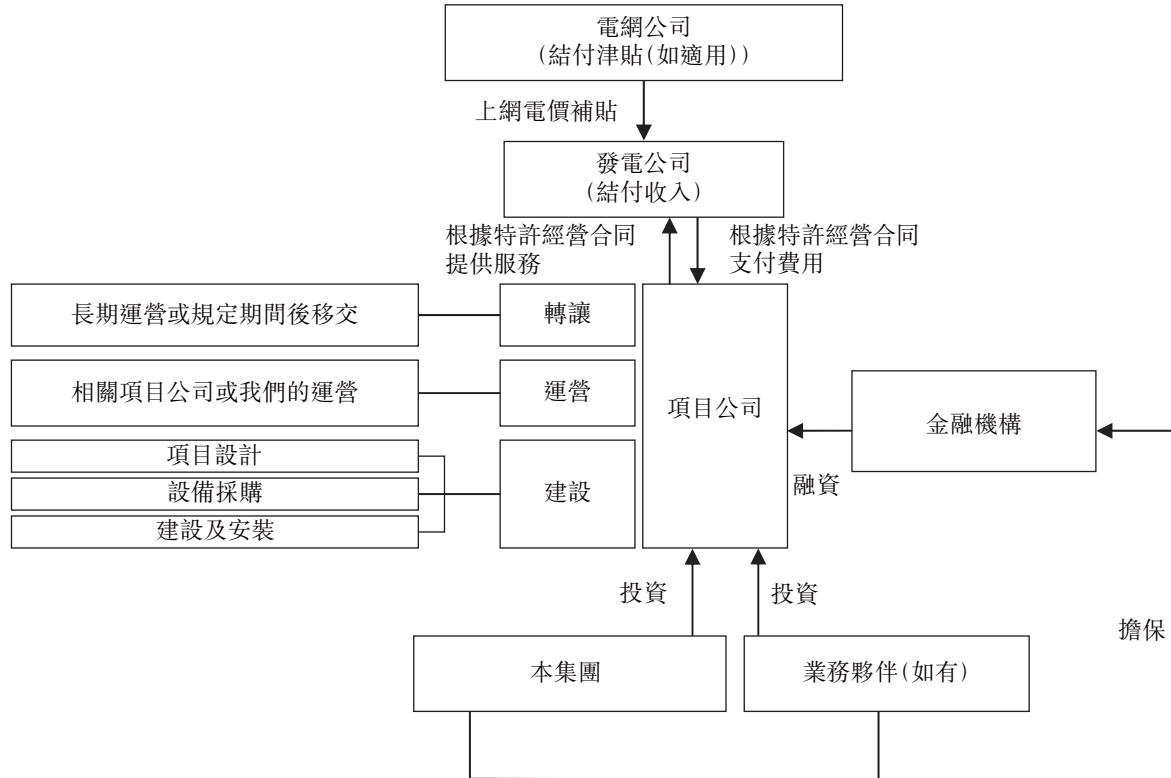 電網公司
(結付津貼(如適用))
上網電價補貼
發電公司
(結付收入)
根據特許經營合同
提供服務
根據特許經營合同
支付費用
長期運營或規定期間後移交
轉讓
相關項目公司或我們的運營
運營
項目公司
金融機構
項目設計
設備採購
建設及安裝
建設
融資
投資
投資
擔保
本集團
業務夥伴(如有)